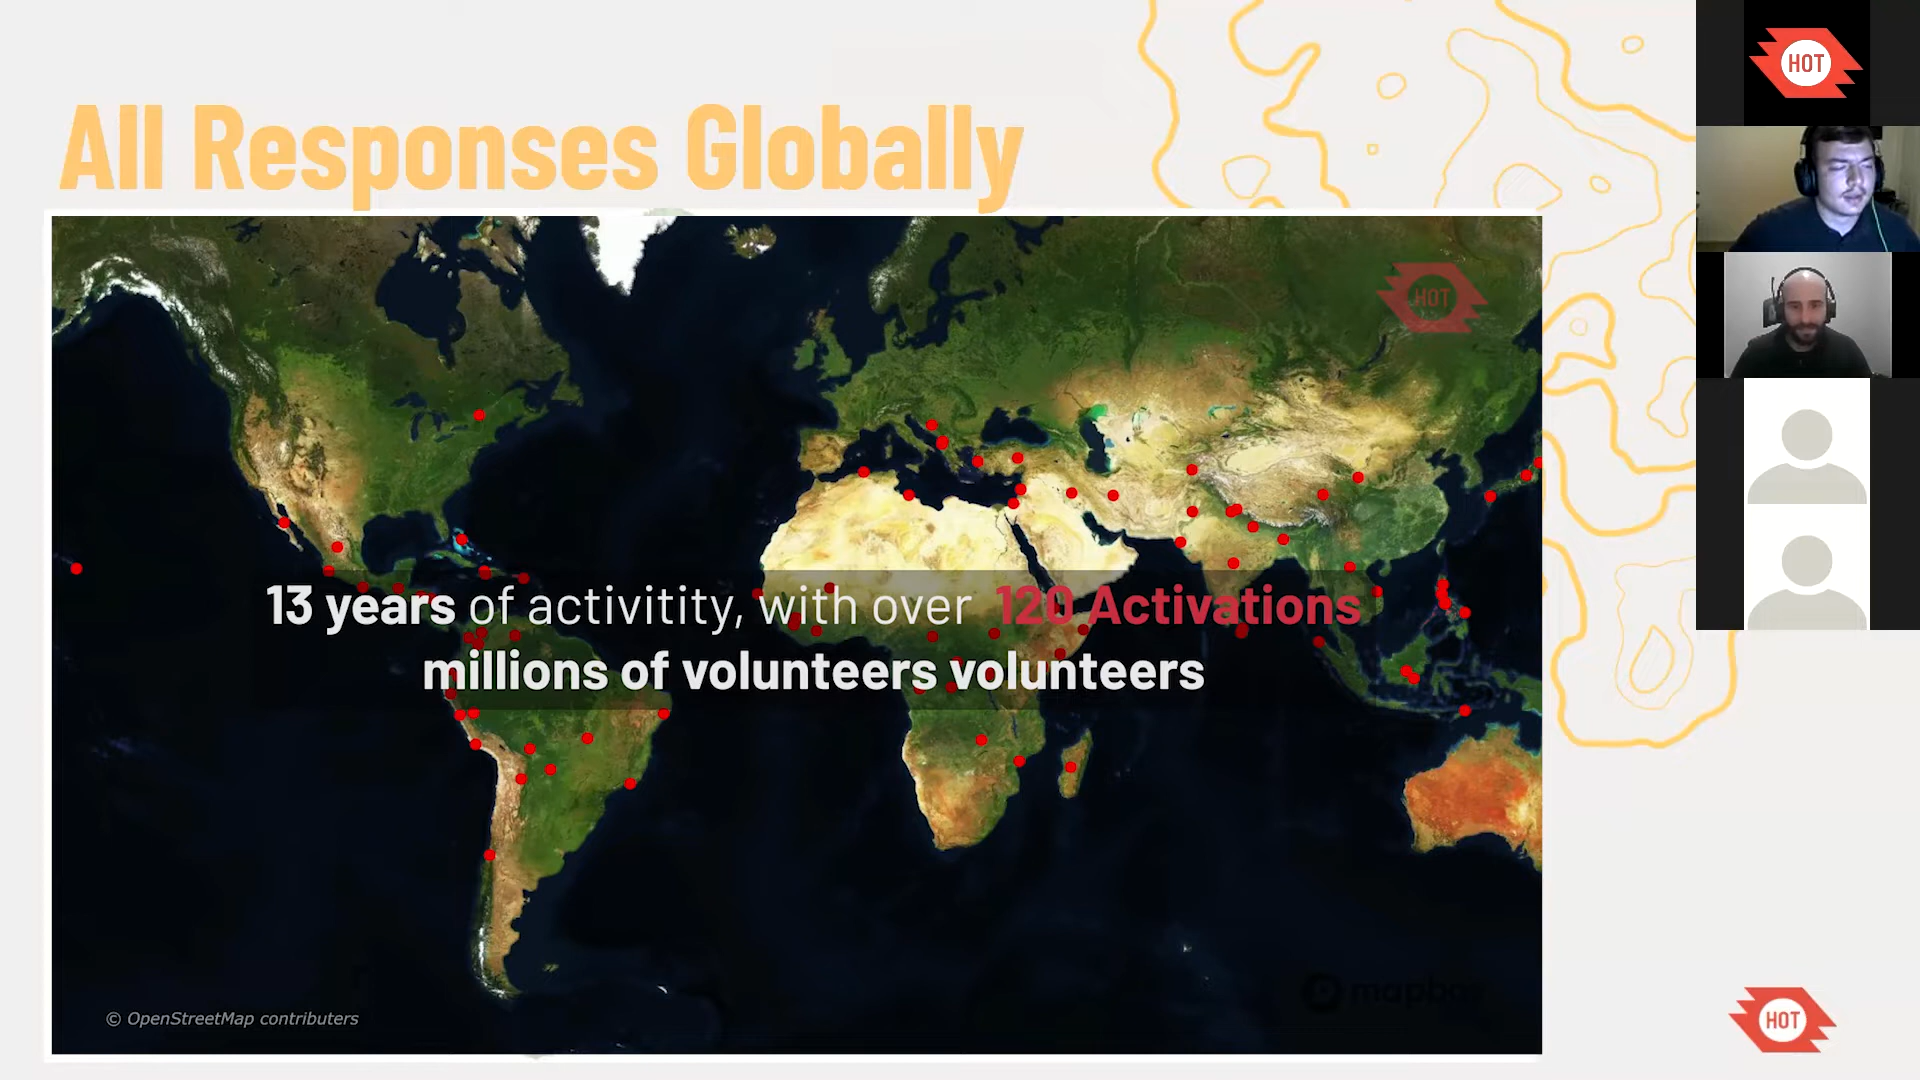 HOT
All Responses Globally
HOT
13 years of activitity, with over 120 Activations
millions of volunteers volunteers
mapbox
© OpenStreetMap contributers
HOT